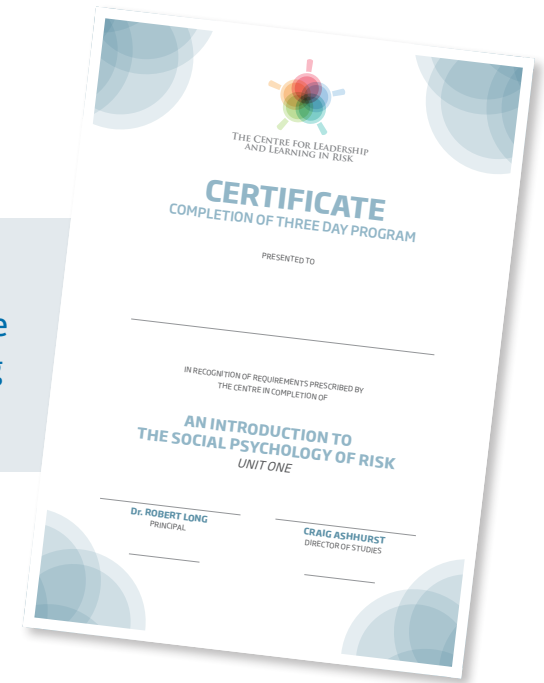 e
g
The Centre for Leadership
and Learning in Risk
CERTIFICATE
COMPLETION OF THREE DAY PROGRAM
PRESENTED TO
IN RECOGNITION OF REQUIREMENTS PRESCRIBED BY
THE CENTRE IN COMPLETION OF
AN INTRODUCTION TO
THE SOCIAL PSYCHOLOGY OF RISK
UNIT ONE
Dr. ROBERT LONG
PRINCIPAL
CRAIG ASHHURST
DIRECTOR OF STUDIES